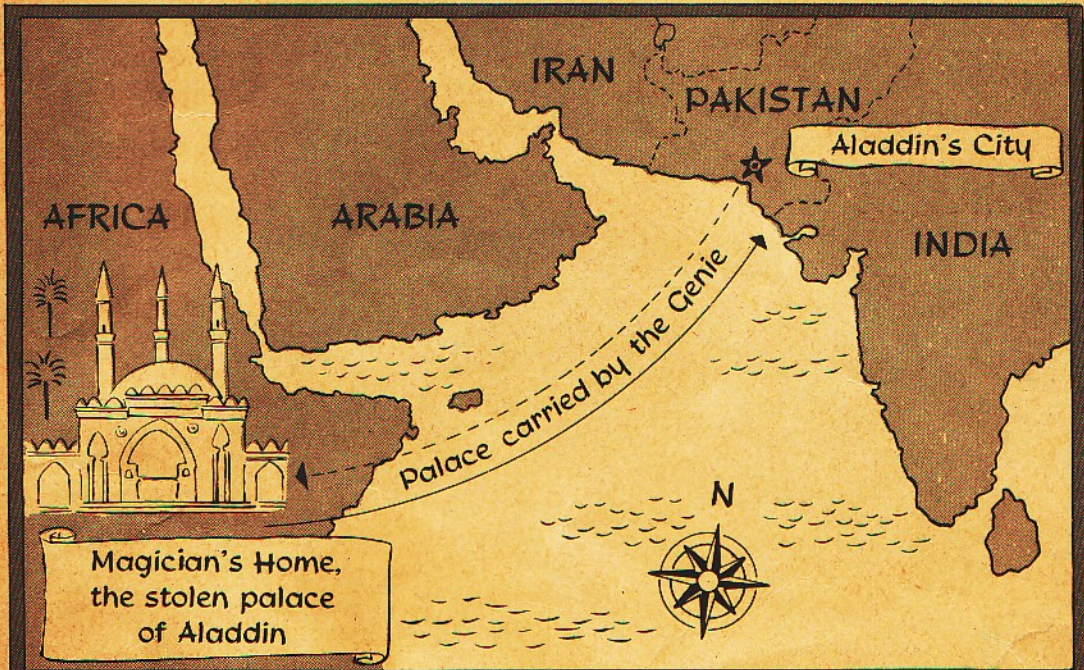 IRAN
PAKISTAN
Aladdin's City
AFRICA
ARABIA
INDIA
Palace carried by the Genie
N
Magician's Home,
the stolen palace
of Aladdin